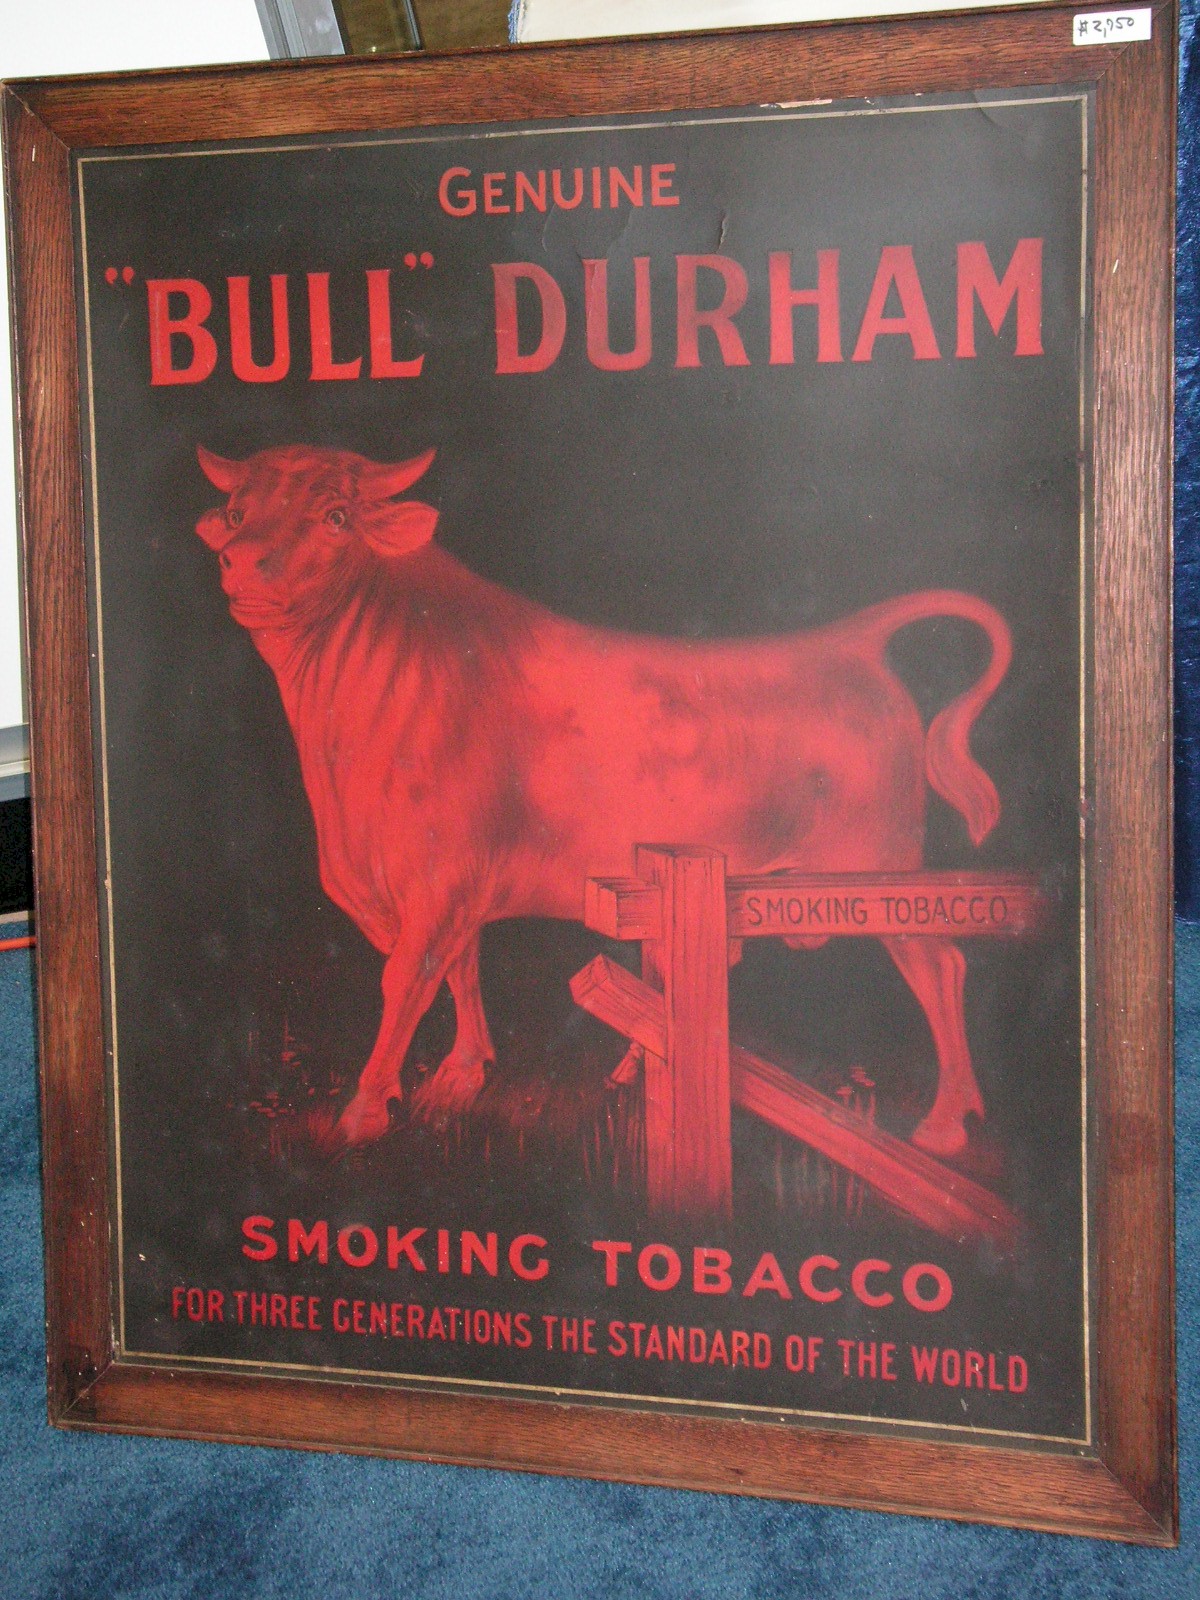 #2,750
GENUINE
"BULL" DURHAM
SMOKING TOBACCO
SMOKING TOBACCO
FOR THREE GENERATIONS THE STANDARD OF THE WORLD